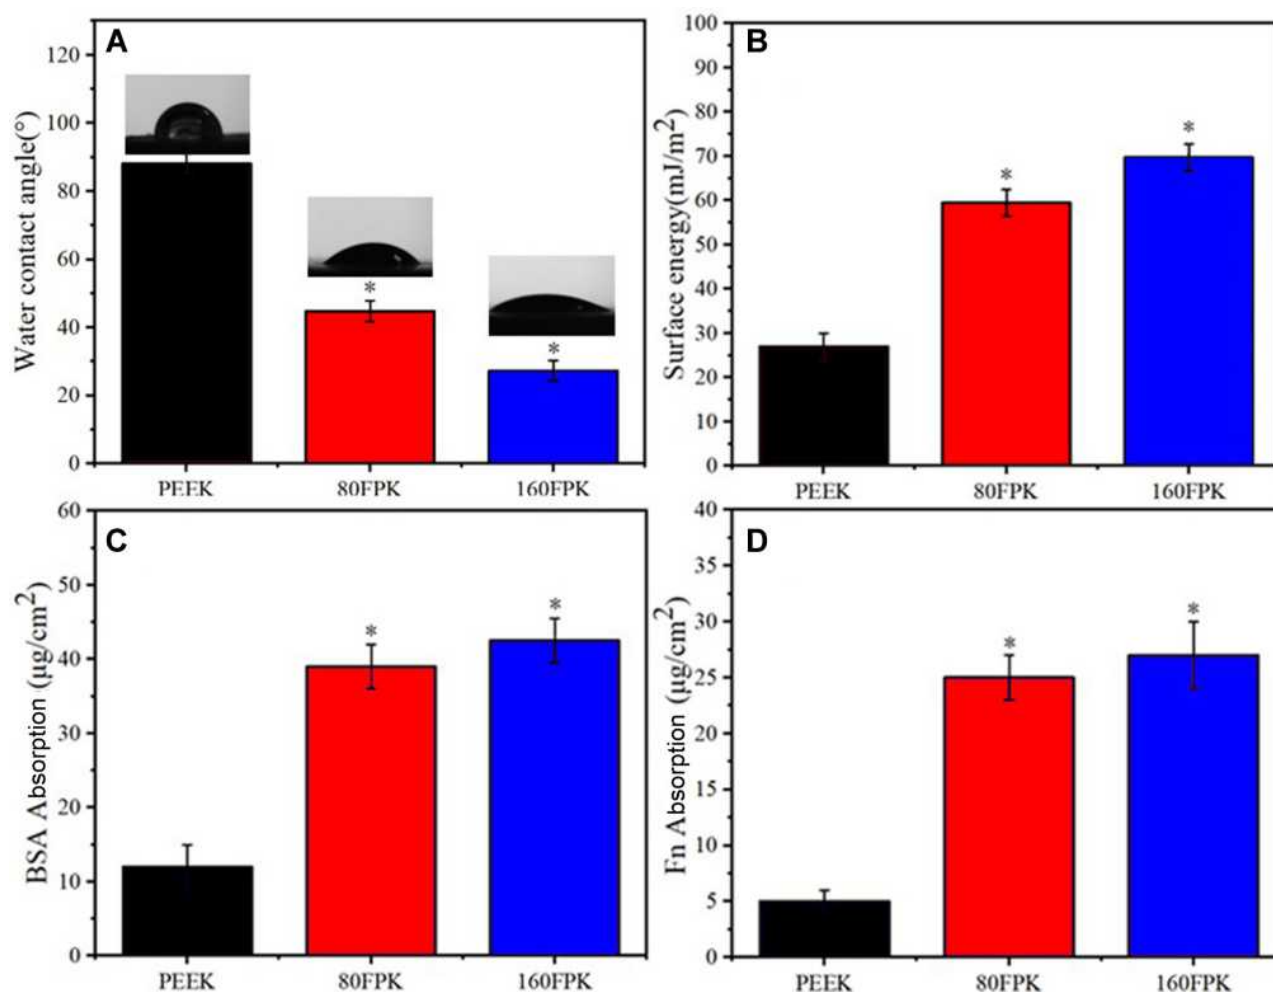 A
Water contact angle(°)
120
100
80
60
40
20
0
*
*
PEEK
80FPK
160FPK
B
Surface energy(mJ/m²)
100
90
80
70
60
50
40
30
20
10
0
*
*
PEEK
80FPK
160FPK
C
BSA Absorption (μg/cm²)
60
50
40
30
20
10
0
*
*
PEEK
80FPK
160FPK
D
Fn Absorption (μg/cm²)
40
35
30
25
20
15
10
5
0
*
*
PEEK
80FPK
160FPK